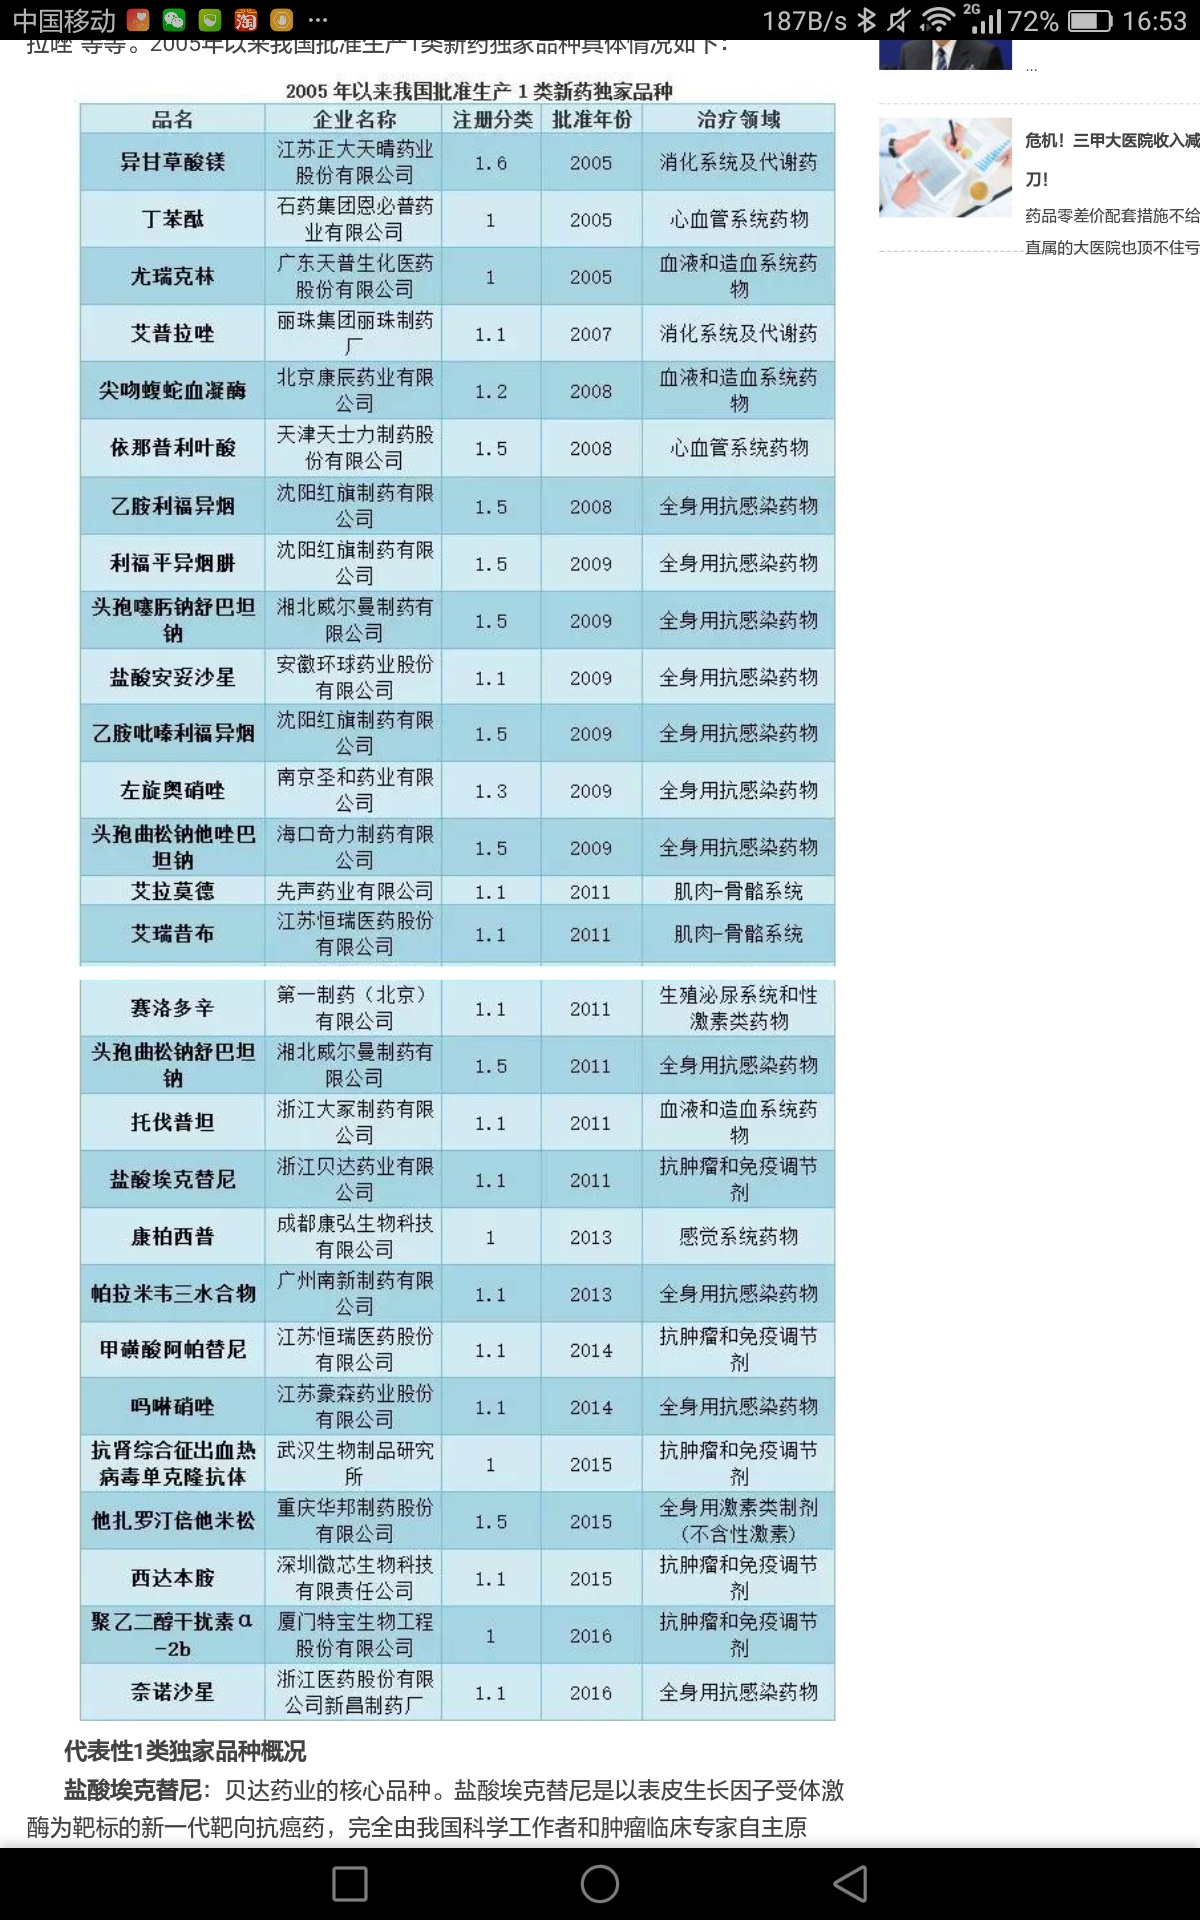 中国移动 淘 ... 187B/s 2G 72% 16:53
拉唑"等等。2005年以来我国批准生产1类新药独家品种具体情况如下：
...
危机！三甲大医院收入减
刀！
药品零差价配套措施不给
直属的大医院也顶不住亏
2005 年以来我国批准生产 1 类新药独家品种
品名 企业名称 注册分类 批准年份 治疗领域
异甘草酸镁 江苏正大天晴药业股份有限公司 1.6 2005 消化系统及代谢药
丁苯酞 石药集团恩必普药业有限公司 1 2005 心血管系统药物
尤瑞克林 广东天普生化医药股份有限公司 1 2005 血液和造血系统药物
艾普拉唑 丽珠集团丽珠制药厂 1.1 2007 消化系统及代谢药
尖吻蝮蛇血凝酶 北京康辰药业有限公司 1.2 2008 血液和造血系统药物
依那普利叶酸 天津天士力制药股份有限公司 1.5 2008 心血管系统药物
乙胺利福异烟 沈阳红旗制药有限公司 1.5 2008 全身用抗感染药物
利福平异烟肼 沈阳红旗制药有限公司 1.5 2009 全身用抗感染药物
头孢噻肟钠舒巴坦钠 湘北威尔曼制药有限公司 1.5 2009 全身用抗感染药物
盐酸安妥沙星 安徽环球药业股份有限公司 1.1 2009 全身用抗感染药物
乙胺吡嗪利福异烟 沈阳红旗制药有限公司 1.5 2009 全身用抗感染药物
左旋奥硝唑 南京圣和药业有限公司 1.3 2009 全身用抗感染药物
头孢曲松钠他唑巴坦钠 海口奇力制药有限公司 1.5 2009 全身用抗感染药物
艾拉莫德 先声药业有限公司 1.1 2011 肌肉-骨骼系统
艾瑞昔布 江苏恒瑞医药股份有限公司 1.1 2011 肌肉-骨骼系统
赛洛多辛 第一制药（北京）有限公司 1.1 2011 生殖泌尿系统和性激素类药物
头孢曲松钠舒巴坦钠 湘北威尔曼制药有限公司 1.5 2011 全身用抗感染药物
托伐普坦 浙江大冢制药有限公司 1.1 2011 血液和造血系统药物
盐酸埃克替尼 浙江贝达药业有限公司 1.1 2011 抗肿瘤和免疫调节剂
康柏西普 成都康弘生物科技有限公司 1 2013 感觉系统药物
帕拉米韦三水合物 广州南新制药有限公司 1.1 2013 全身用抗感染药物
甲磺酸阿帕替尼 江苏恒瑞医药股份有限公司 1.1 2014 抗肿瘤和免疫调节剂
吗啉硝唑 江苏豪森药业股份有限公司 1.1 2014 全身用抗感染药物
抗肾综合征出血热病毒单克隆抗体 武汉生物制品研究所 1 2015 抗肿瘤和免疫调节剂
他扎罗汀倍他米松 重庆华邦制药股份有限公司 1.5 2015 全身用激素类制剂（不含性激素）
西达本胺 深圳微芯生物科技有限责任公司 1.1 2015 抗肿瘤和免疫调节剂
聚乙二醇干扰素α-2b 厦门特宝生物工程股份有限公司 1 2016 抗肿瘤和免疫调节剂
奈诺沙星 浙江医药股份有限公司新昌制药厂 1.1 2016 全身用抗感染药物
代表性1类独家品种概况
盐酸埃克替尼：贝达药业的核心品种。盐酸埃克替尼是以表皮生长因子受体激
酶为靶标的新一代靶向抗癌药，完全由我国科学工作者和肿瘤临床专家自主原